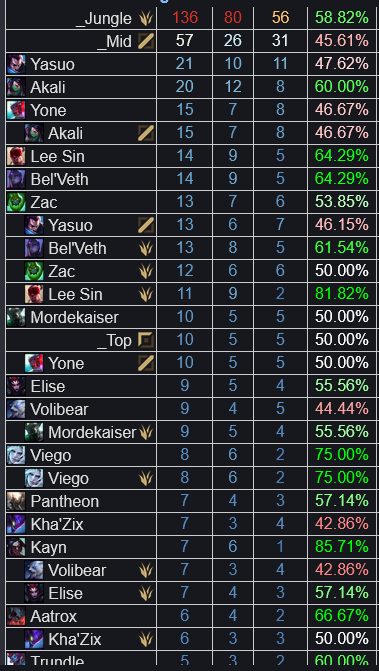 _Jungle 136 80 56 58.82%
_Mid 57 26 31 45.61%
Yasuo 21 10 11 47.62%
Akali 20 12 8 60.00%
Yone 15 7 8 46.67%
Akali 15 7 8 46.67%
Lee Sin 14 9 5 64.29%
Bel'Veth 14 9 5 64.29%
Zac 13 7 6 53.85%
Yasuo 13 6 7 46.15%
Bel'Veth 13 8 5 61.54%
Zac 12 6 6 50.00%
Lee Sin 11 9 2 81.82%
Mordekaiser 10 5 5 50.00%
_Top 10 5 5 50.00%
Yone 10 5 5 50.00%
Elise 9 5 4 55.56%
Volibear 9 4 5 44.44%
Mordekaiser 9 5 4 55.56%
Viego 8 6 2 75.00%
Viego 8 6 2 75.00%
Pantheon 7 4 3 57.14%
Kha'Zix 7 3 4 42.86%
Kayn 7 6 1 85.71%
Volibear 7 3 4 42.86%
Elise 7 4 3 57.14%
Aatrox 6 4 2 66.67%
Kha'Zix 6 3 3 50.00%
Trundle 5 3 2 60.00%